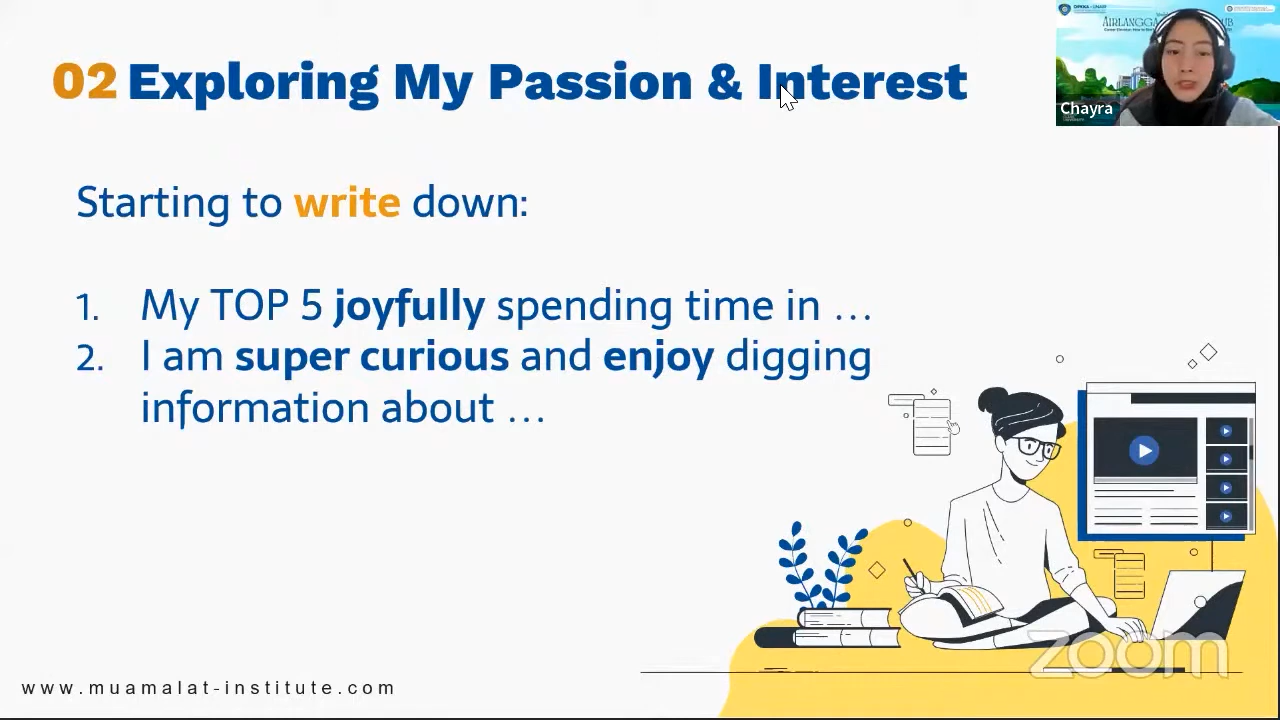 02 Exploring My Passion & Interest
Starting to write down:
1. My TOP 5 joyfully spending time in …
2. I am super curious and enjoy digging
information about …
www.muamalat-institute.com
AIRLANGGA
Chayra
zoom